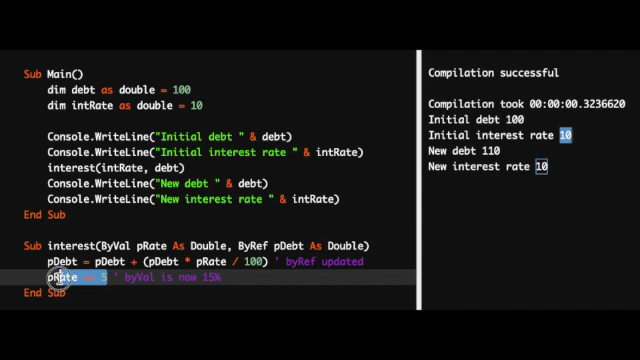 Sub Main()
dim debt as double = 100
dim intRate as double = 10
Console.WriteLine("Initial debt " & debt)
Console.WriteLine("Initial interest rate " & intRate)
interest(intRate, debt)
Console.WriteLine("New debt " & debt)
Console.WriteLine("New interest rate " & intRate)
End Sub
Sub interest(ByVal pRate As Double, ByRef pDebt As Double)
pDebt = pDebt + (pDebt * pRate / 100) ' byRef updated
pRate += 5 ' byVal is now 15%
End Sub
Compilation successful
Compilation took 00:00:00.3236620
Initial debt 100
Initial interest rate 10
New debt 110
New interest rate 10